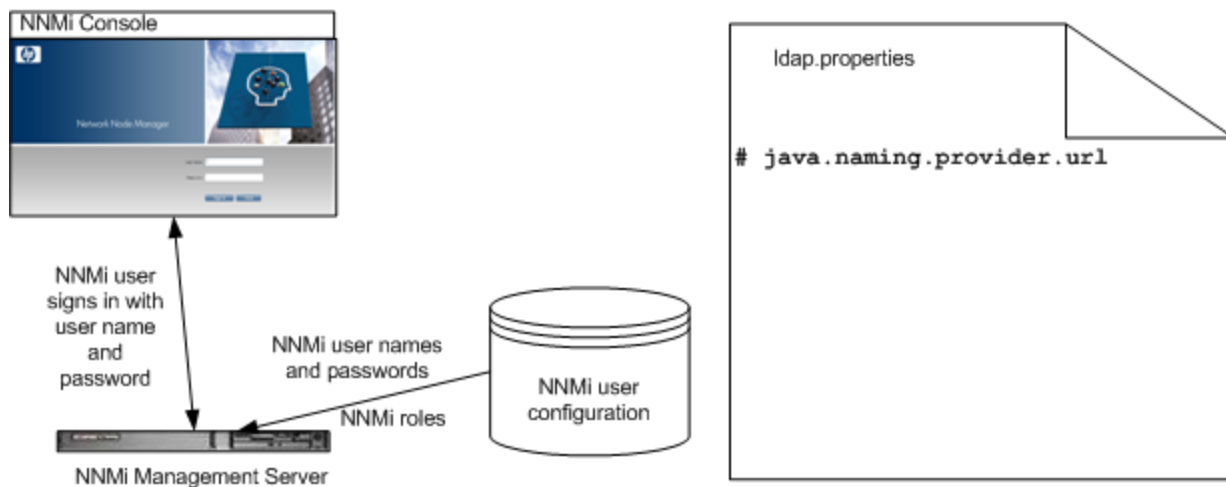 NNMi Console
hp
Network Node Manager
NNMi user
signs in with
user name
and
password
NNMi user names
and passwords
NNMi roles
NNMi user
configuration
NNMi Management Server
ldap.properties
# java.naming.provider.url